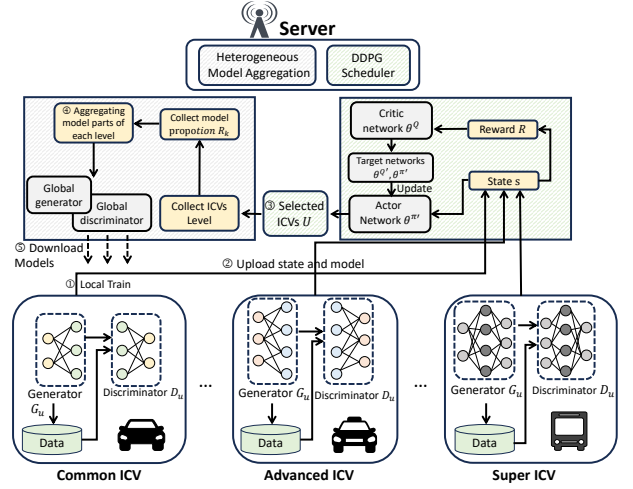 Server
Heterogeneous
Model Aggregation
DDPG
Scheduler
④ Aggregating
model parts of
each level
Collect model
propotion R_k
Global
generator
Global
discriminator
Collect ICVs
Level
③ Selected
ICVs U
Critic
network θ^Q
Target networks
θ^Q′, θ^π′
Update
Actor
Network θ^π′
Reward R
State s
⑤ Download
Models
② Upload state and model
① Local Train
Generator
G_u
Discriminator D_u
Data
Common ICV
...
Generator G_u
Discriminator D_u
Data
Advanced ICV
...
Generator G_u
Discriminator D_u
Data
Super ICV